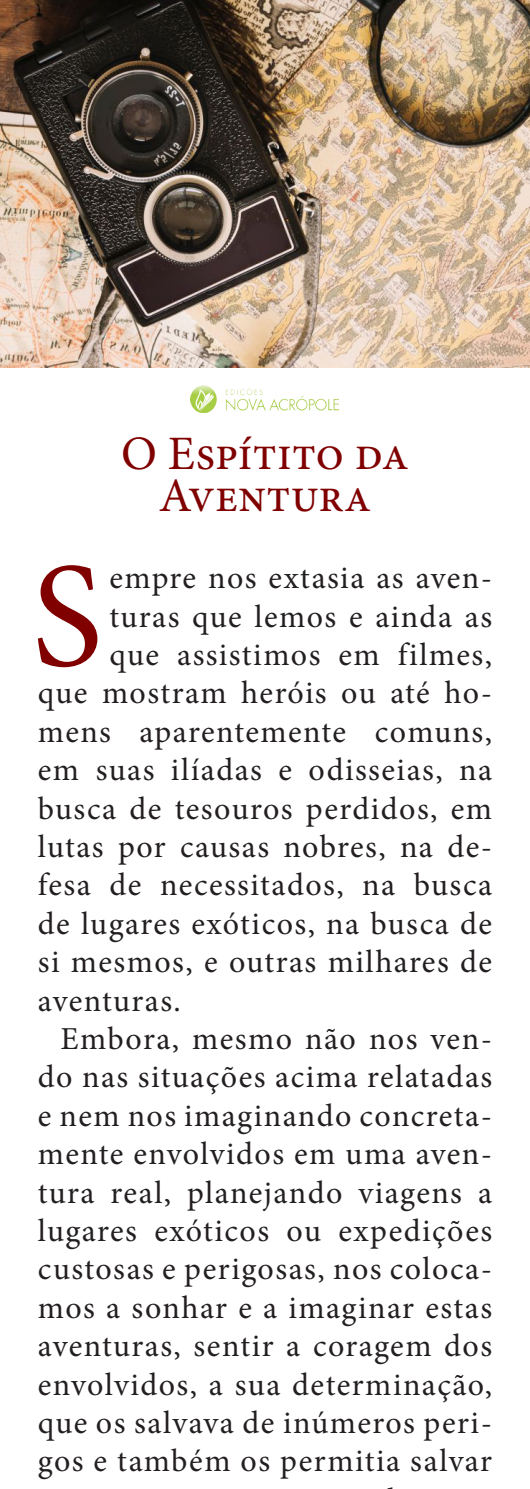 1-25
4.5/75
Wimbledon
EDIÇÕES
NOVA ACRÓPOLE
O Espítito da
Aventura
Sempre nos extasia as aven-
turas que lemos e ainda as
que assistimos em filmes,
que mostram heróis ou até ho-
mens aparentemente comuns,
em suas ilíadas e odisseias, na
busca de tesouros perdidos, em
lutas por causas nobres, na de-
fesa de necessitados, na busca
de lugares exóticos, na busca de
si mesmos, e outras milhares de
aventuras.
Embora, mesmo não nos ven-
do nas situações acima relatadas
e nem nos imaginando concreta-
mente envolvidos em uma aven-
tura real, planejando viagens a
lugares exóticos ou expedições
custosas e perigosas, nos coloca-
mos a sonhar e a imaginar estas
aventuras, sentir a coragem dos
envolvidos, a sua determinação,
que os salvava de inúmeros peri-
gos e também os permitia salvar